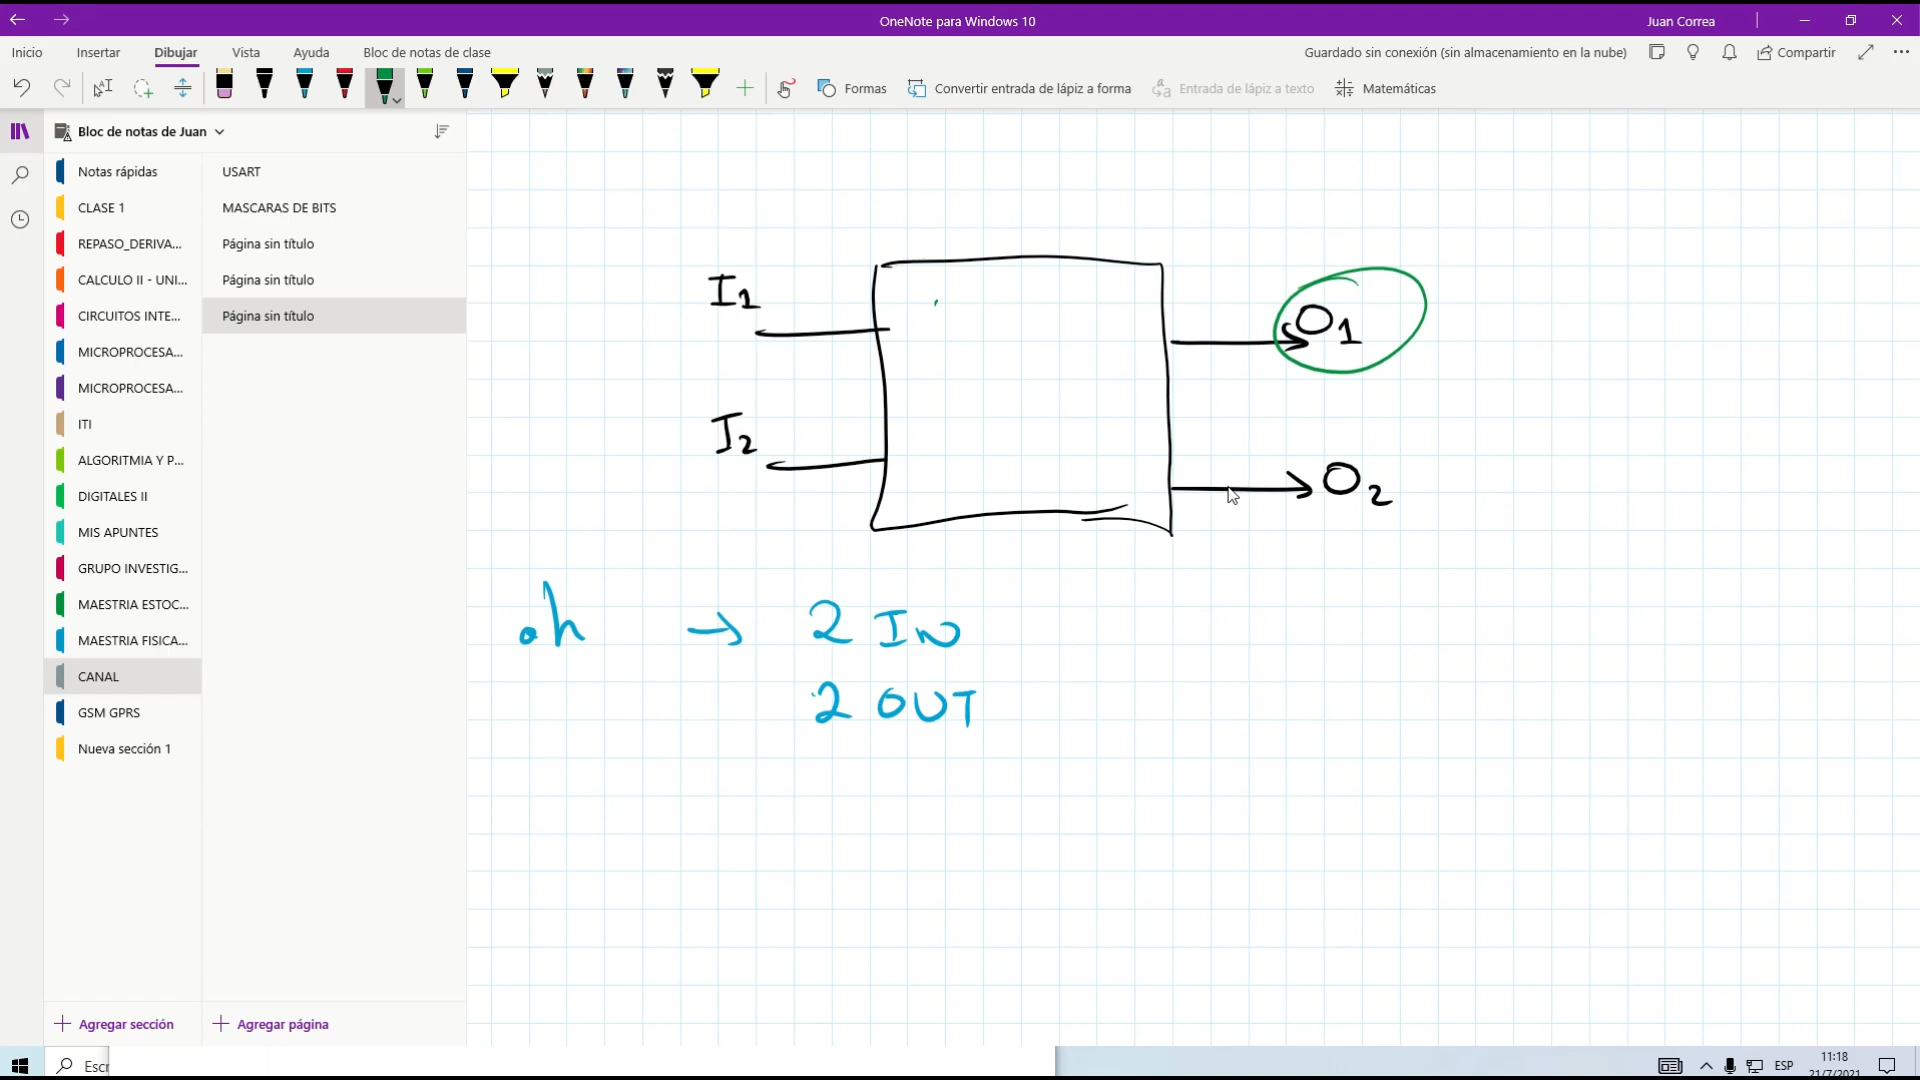 OneNote para Windows 10
Juan Correa
Inicio Insertar Dibujar Vista Ayuda Bloc de notas de clase
Guardado sin conexión (sin almacenamiento en la nube) Compartir
Formas Convertir entrada de lápiz a forma Entrada de lápiz a texto Matemáticas
Bloc de notas de Juan
Notas rápidas
CLASE 1
REPASO_DERIVA...
CALCULO II - UNI...
CIRCUITOS INTE...
MICROPROCESA...
MICROPROCESA...
ITI
ALGORITMIA Y P...
DIGITALES II
MIS APUNTES
GRUPO INVESTIG...
MAESTRIA ESTOC...
MAESTRIA FISICA...
CANAL
GSM GPRS
Nueva sección 1
Agregar sección
USART
MASCARAS DE BITS
Página sin título
Página sin título
Página sin título
Agregar página
I1
O1
I2
O2
.h → 2 IN
2 OUT
Escr
ESP
11:18
21/7/2021